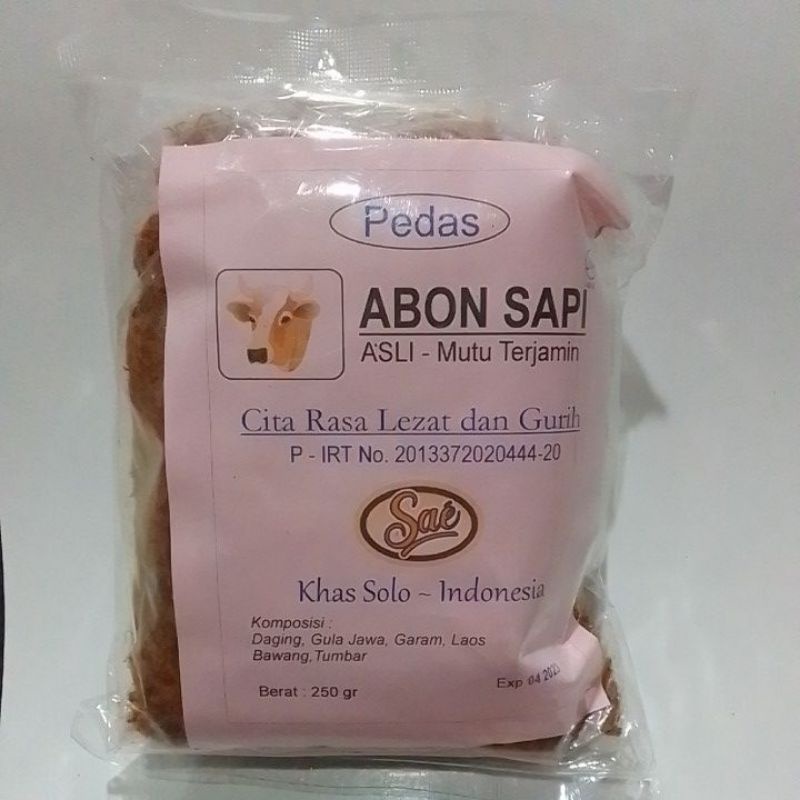 Pedas
ABON SAPI
ASLI - Mutu Terjamin
Cita Rasa Lezat dan Gurih
P - IRT No. 2013372020444-20
Saé
Khas Solo ~ Indonesia
Komposisi :
Daging, Gula Jawa, Garam, Laos
Bawang,Tumbar
Berat : 250 gr
Exp 04 2023